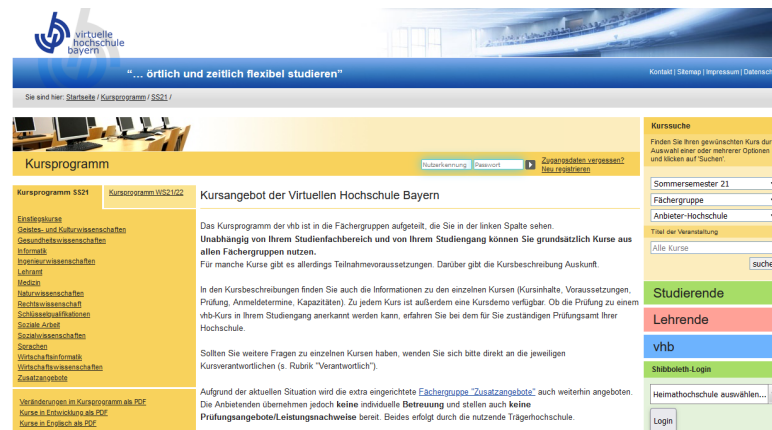 virtuelle
hochschule
bayern
“... örtlich und zeitlich flexibel studieren”
Kontakt | Sitemap | Impressum | Datensch
Sie sind hier: Startseite / Kursprogramm / SS21 /
Kursprogramm
Nutzerkennung
Passwort
Zugangsdaten vergessen?
Neu registrieren
Kursprogramm SS21
Kursprogramm WS21/22
Einstiegskurse
Geistes- und Kulturwissenschaften
Gesundheitswissenschaften
Informatik
Ingenieurwissenschaften
Lehramt
Medizin
Naturwissenschaften
Rechtswissenschaft
Schlüsselqualifikationen
Soziale Arbeit
Sozialwissenschaften
Sprachen
Wirtschaftsinformatik
Wirtschaftswissenschaften
Zusatzangebote
Veränderungen im Kursprogramm als PDF
Kurse in Entwicklung als PDF
Kurse in Englisch als PDF
Kursangebot der Virtuellen Hochschule Bayern
Das Kursprogramm der vhb ist in die Fächergruppen aufgeteilt, die Sie in der linken Spalte sehen.
Unabhängig von Ihrem Studienfachbereich und von Ihrem Studiengang können Sie grundsätzlich Kurse aus
allen Fächergruppen nutzen.
Für manche Kurse gibt es allerdings Teilnahmevoraussetzungen. Darüber gibt die Kursbeschreibung Auskunft.
In den Kursbeschreibungen finden Sie auch die Informationen zu den einzelnen Kursen (Kursinhalte, Voraussetzungen,
Prüfung, Anmeldetermine, Kapazitäten). Zu jedem Kurs ist außerdem eine Kursdemo verfügbar. Ob die Prüfung zu einem
vhb-Kurs in Ihrem Studiengang anerkannt werden kann, erfahren Sie bei dem für Sie zuständigen Prüfungsamt Ihrer
Hochschule.
Sollten Sie weitere Fragen zu einzelnen Kursen haben, wenden Sie sich bitte direkt an die jeweiligen
Kursverantwortlichen (s. Rubrik "Verantwortlich").
Aufgrund der aktuellen Situation wird die extra eingerichtete Fächergruppe "Zusatzangebote" auch weiterhin angeboten.
Die Anbietenden übernehmen jedoch keine individuelle Betreuung und stellen auch keine
Prüfungsangebote/Leistungsnachweise bereit. Beides erfolgt durch die nutzende Trägerhochschule.
Kurssuche
Finden Sie Ihren gewünschten Kurs dur
Auswahl einer oder mehrerer Optionen
und klicken auf 'Suchen'.
Sommersemester 21
Fächergruppe
Anbieter-Hochschule
Titel der Veranstaltung
Alle Kurse
suche
Studierende
Lehrende
vhb
Shibboleth-Login
Heimathochschule auswählen...
Login